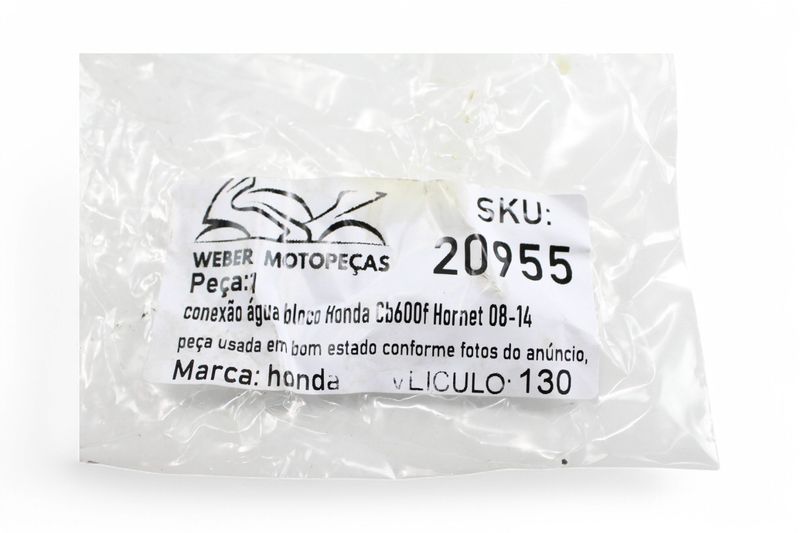 WEBER MOTOPEÇAS
SKU:
20955
Peça:
conexão água bloco Honda Cb600f Hornet 08-14
peça usada em bom estado conforme fotos do anúncio,
Marca: honda VEICULO: 130